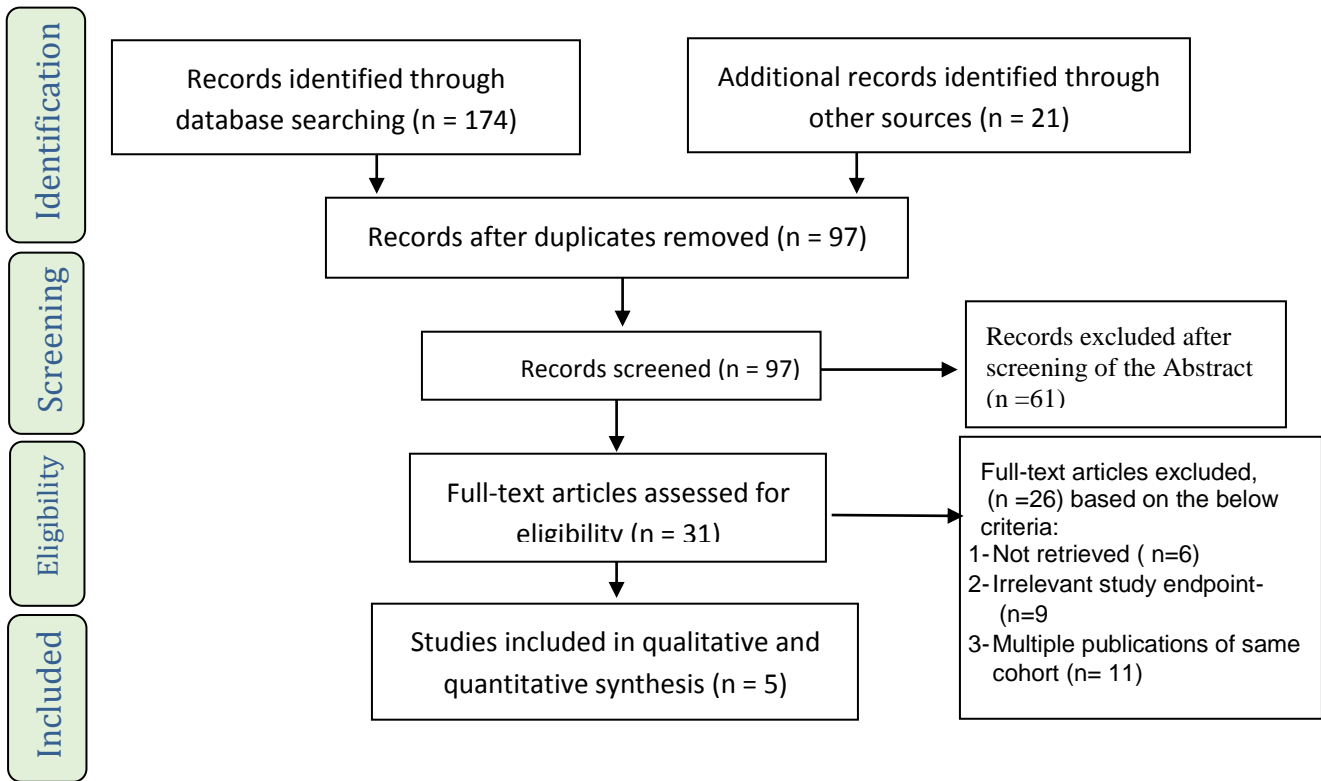 Identification
Records identified through
database searching (n = 174)
Additional records identified through
other sources (n = 21)
Records after duplicates removed (n = 97)
Screening
Records screened (n = 97)
Records excluded after
screening of the Abstract
(n =61)
Eligibility
Full-text articles assessed for
eligibility (n = 31)
Full-text articles excluded,
(n =26) based on the below
criteria:
1- Not retrieved ( n=6)
2- Irrelevant study endpoint-
(n=9
3- Multiple publications of same
cohort (n= 11)
Included
Studies included in qualitative and
quantitative synthesis (n = 5)